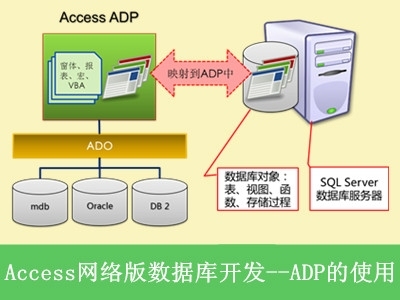 Access ADP
窗体、报
表、宏、
VBA
映射到ADP中
ADO
mdb
Oracle
DB 2
数据库对象：
表、视图、函
数、存储过程
SQL Server
数据库服务器
Access网络版数据库开发--ADP的使用